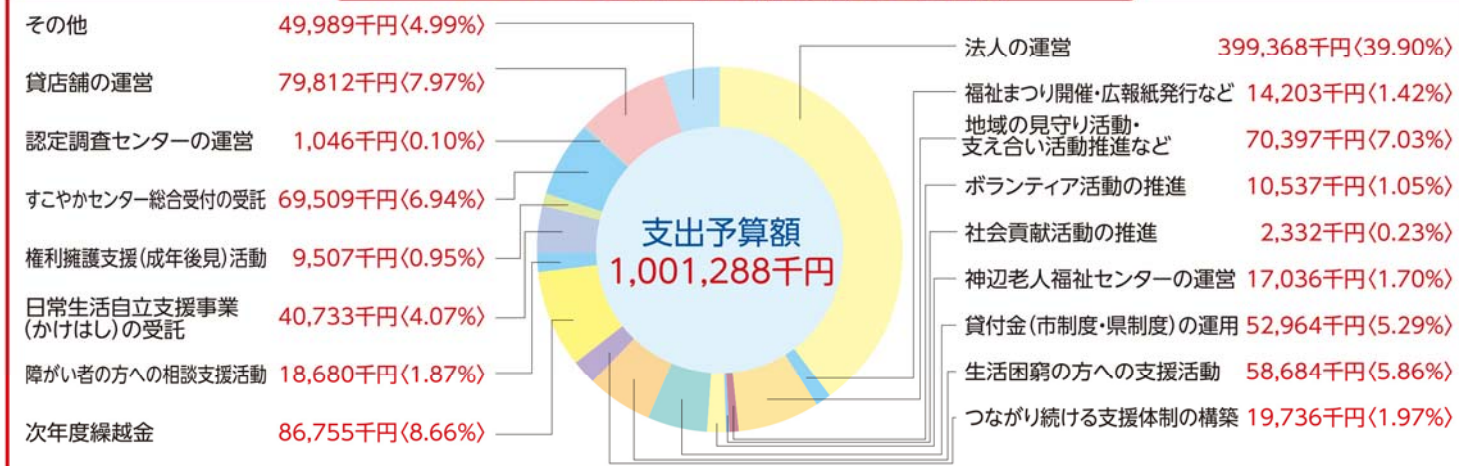 その他 49,989千円〈4.99%〉
貸店舗の運営 79,812千円〈7.97%〉
認定調査センターの運営 1,046千円〈0.10%〉
すこやかセンター総合受付の受託 69,509千円〈6.94%〉
権利擁護支援(成年後見)活動 9,507千円〈0.95%〉
日常生活自立支援事業
(かけはし)の受託 40,733千円〈4.07%〉
障がい者の方への相談支援活動 18,680千円〈1.87%〉
次年度繰越金 86,755千円〈8.66%〉
支出予算額
1,001,288千円
法人の運営 399,368千円〈39.90%〉
福祉まつり開催・広報紙発行など 14,203千円〈1.42%〉
地域の見守り活動・
支え合い活動推進など 70,397千円〈7.03%〉
ボランティア活動の推進 10,537千円〈1.05%〉
社会貢献活動の推進 2,332千円〈0.23%〉
神辺老人福祉センターの運営 17,036千円〈1.70%〉
貸付金(市制度・県制度)の運用 52,964千円〈5.29%〉
生活困窮の方への支援活動 58,684千円〈5.86%〉
つながり続ける支援体制の構築 19,736千円〈1.97%〉